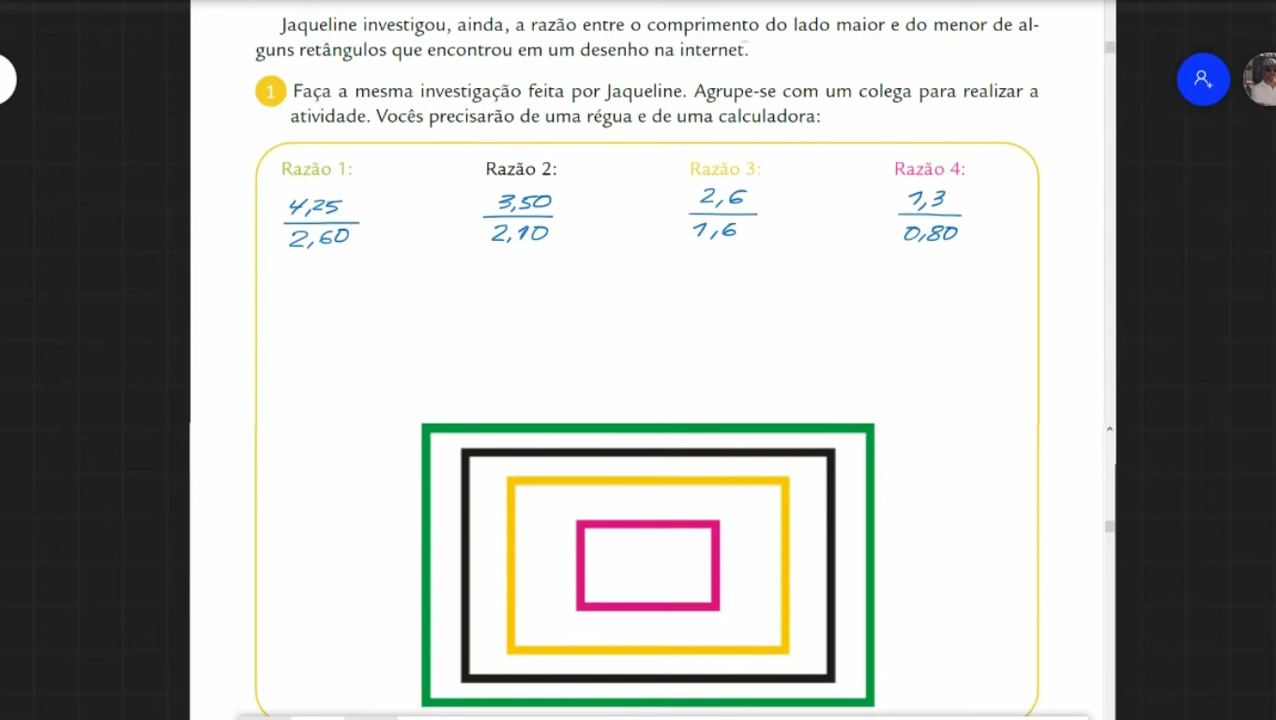 Jaqueline investigou, ainda, a razão entre o comprimento do lado maior e do menor de al-
guns retângulos que encontrou em um desenho na internet.
1 Faça a mesma investigação feita por Jaqueline. Agrupe-se com um colega para realizar a
atividade. Vocês precisarão de uma régua e de uma calculadora:
Razão 1: Razão 2: Razão 3: Razão 4:
4,25 3,50 2,6 1,3
2,60 2,10 1,6 0,80